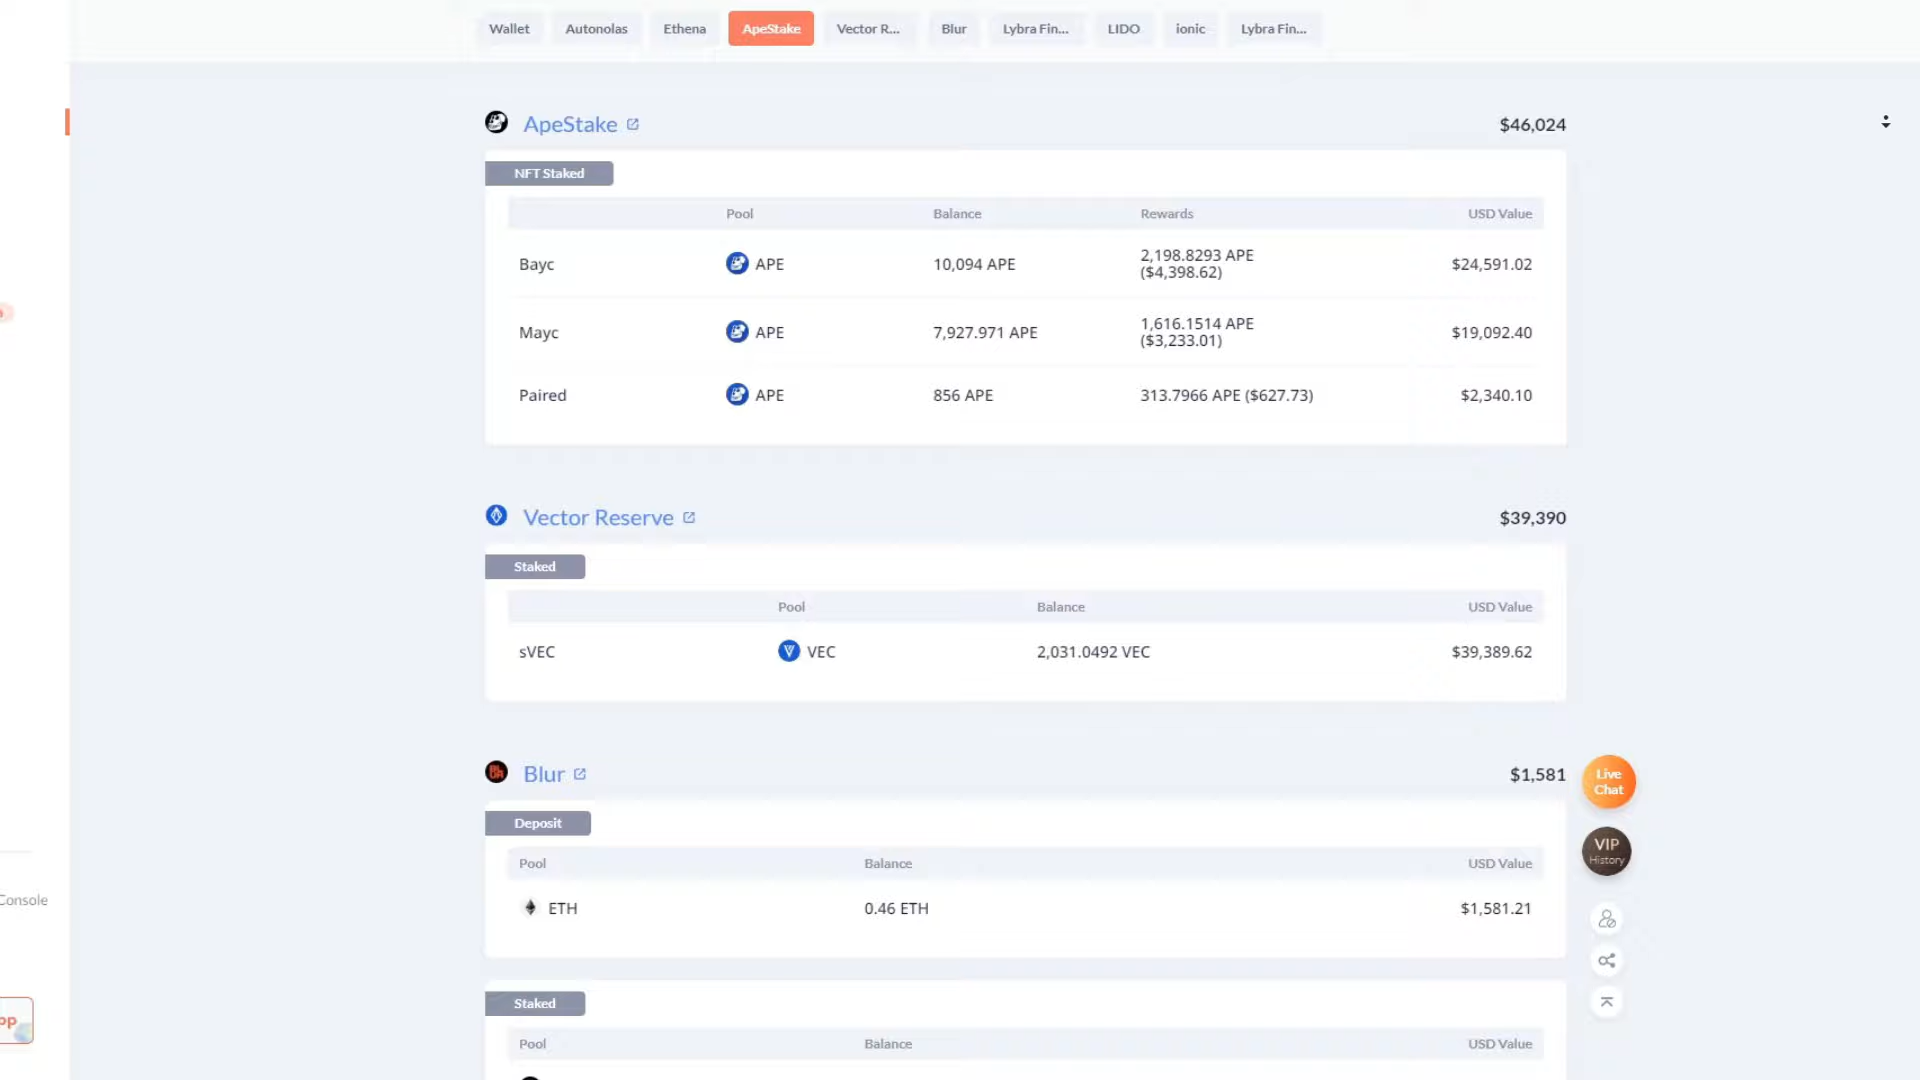 Wallet
Autonolas
Ethena
ApeStake
Vector R...
Blur
Lybra Fin...
LIDO
ionic
Lybra Fin...
ApeStake
$46,024
NFT Staked
Pool Balance Rewards USD Value
Bayc APE 10,094 APE 2,198.8293 APE ($4,398.62) $24,591.02
Mayc APE 7,927.971 APE 1,616.1514 APE ($3,233.01) $19,092.40
Paired APE 856 APE 313.7966 APE ($627.73) $2,340.10
Vector Reserve
$39,390
Staked
Pool Balance USD Value
sVEC VEC 2,031.0492 VEC $39,389.62
Blur
$1,581
Deposit
Pool Balance USD Value
ETH 0.46 ETH $1,581.21
Staked
Pool Balance USD Value
Live
Chat
VIP
History
Console
pp